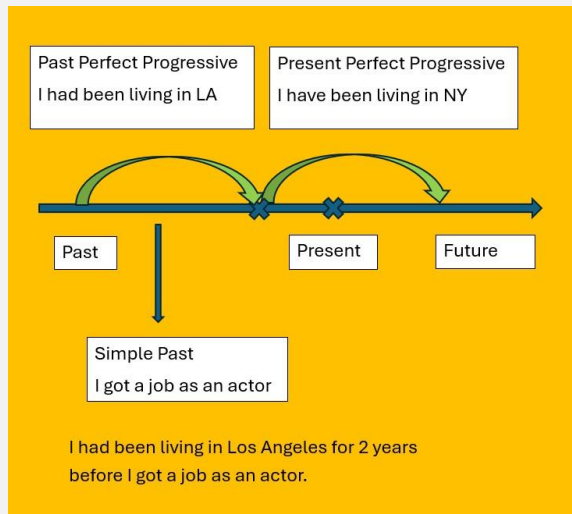 Past Perfect Progressive
I had been living in LA
Present Perfect Progressive
I have been living in NY
Past
Present
Future
Simple Past
I got a job as an actor
I had been living in Los Angeles for 2 years
before I got a job as an actor.